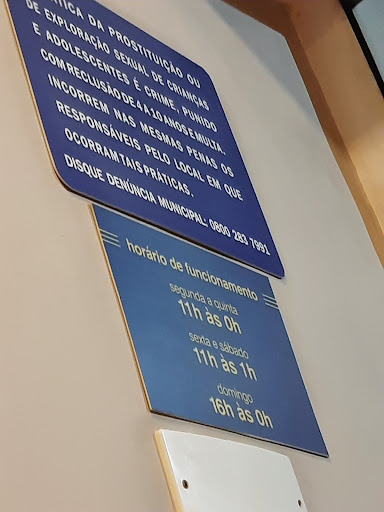 TICA DA PROSTITUIÇÃO OU
DE EXPLORAÇÃO SEXUAL DE CRIANÇAS
E ADOLESCENTES É CRIME, PUNIDO
COM RECLUSÃO DE 4 A 10 ANOS E MULTA.
INCORREM NAS MESMAS PENAS OS
RESPONSÁVEIS PELO LOCAL EM QUE
OCORRAM TAIS PRÁTICAS.
DISQUE DENÚNCIA MUNICIPAL: 0800 283 7991
horário de funcionamento
segunda a quinta
11h às 0h
sexta e sábado
11h às 1h
domingo
16h às 0h